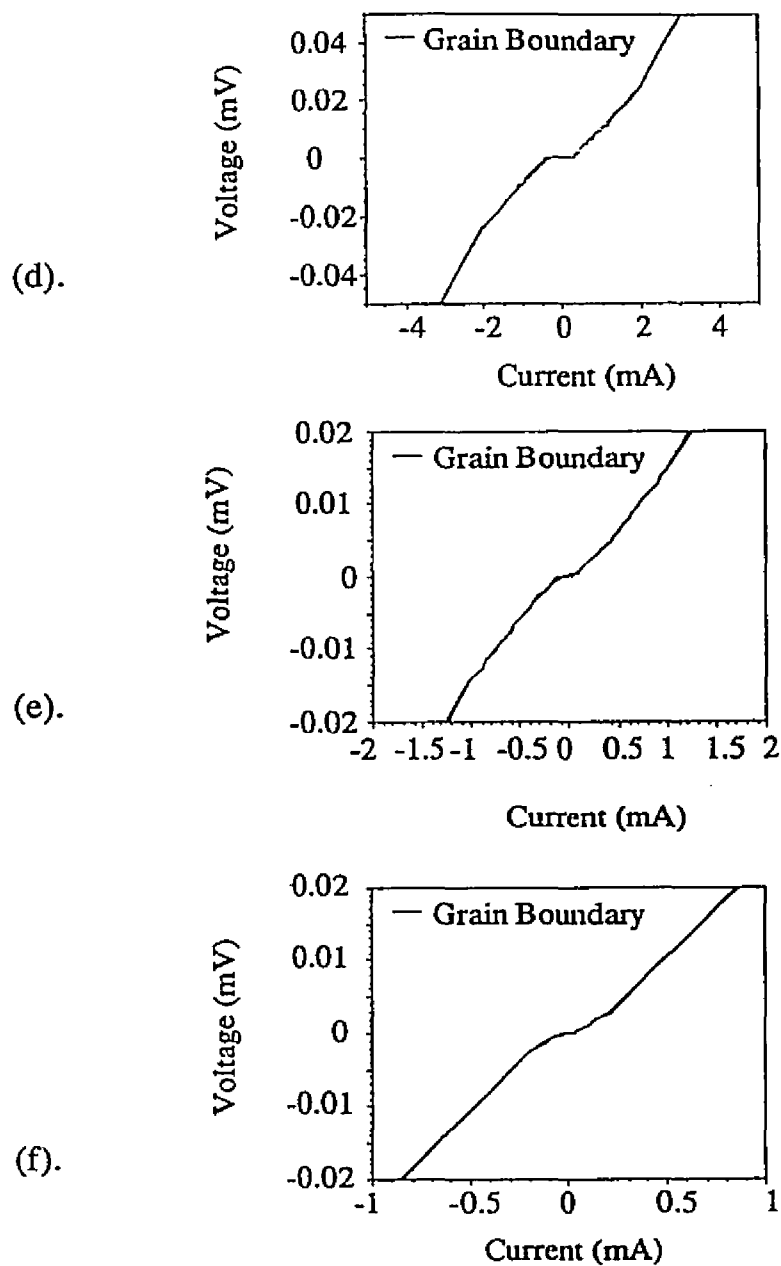 (d).
Voltage (mV)
0.04
0.02
0
-0.02
-0.04
Grain Boundary
-4 -2 0 2 4
Current (mA)
(e).
Voltage (mV)
0.02
0.01
0
-0.01
-0.02
Grain Boundary
-2 -1.5 -1 -0.5 0 0.5 1 1.5 2
Current (mA)
(f).
Voltage (mV)
0.02
0.01
0
-0.01
-0.02
Grain Boundary
-1 -0.5 0 0.5 1
Current (mA)